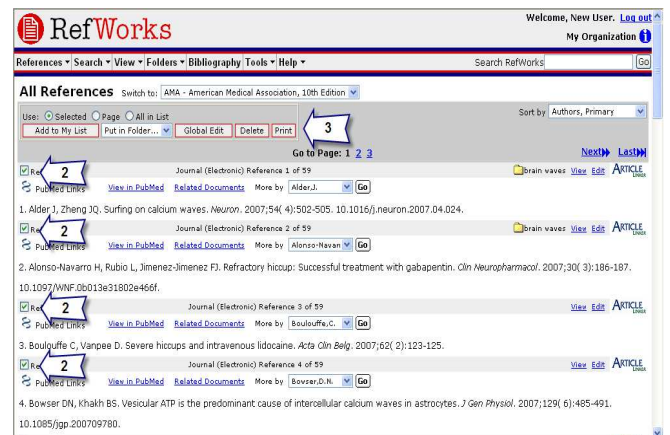 Welcome, New User. Log out
RefWorks
My Organization
References Search View Folders Bibliography Tools Help Search RefWorks Go
All References Switch to: AMA - American Medical Association, 10th Edition
Use: Selected Page All in List Sort by Authors, Primary
Add to My List Put in Folder... Global Edit Delete Print 3
Go to Page: 1 2 3 Next Last
Re 2 Journal (Electronic) Reference 1 of 59 brain waves View Edit ARTICLE Linker
PubMed Links View in PubMed Related Documents More by Alder,J. Go
1. Alder J, Zheng JQ. Surfing on calcium waves. Neuron. 2007;54( 4):502-505. 10.1016/j.neuron.2007.04.024.
Re 2 Journal (Electronic) Reference 2 of 59 brain waves View Edit ARTICLE Linker
PubMed Links View in PubMed Related Documents More by Alonso-Navarr Go
2. Alonso-Navarro H, Rubio L, Jimenez-Jimenez FJ. Refractory hiccup: Successful treatment with gabapentin. Clin Neuropharmacol. 2007;30( 3):186-187.
10.1097/WNF.0b013e31802e466f.
Re 2 Journal (Electronic) Reference 3 of 59 View Edit ARTICLE Linker
PubMed Links View in PubMed Related Documents More by Boulouffe,C. Go
3. Boulouffe C, Vanpee D. Severe hiccups and intravenous lidocaine. Acta Clin Belg. 2007;62( 2):123-125.
Re 2 Journal (Electronic) Reference 4 of 59 View Edit ARTICLE Linker
PubMed Links View in PubMed Related Documents More by Bowser,D.N. Go
4. Bowser DN, Khakh BS. Vesicular ATP is the predominant cause of intercellular calcium waves in astrocytes. J Gen Physiol. 2007;129( 6):485-491.
10.1085/jgp.200709780.